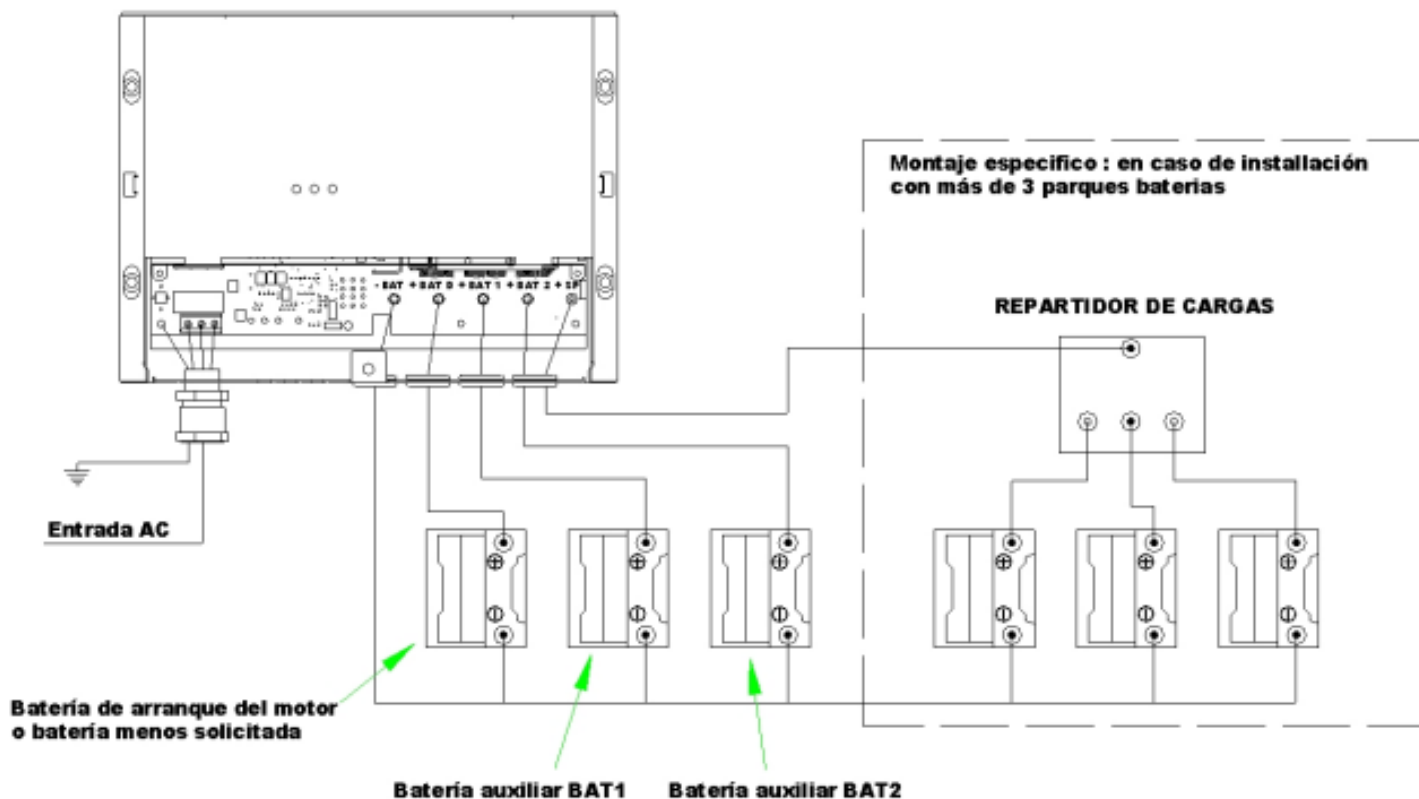 Montaje especifico : en caso de installación
con más de 3 parques baterias
- BAT + BAT 0 + BAT 1 + BAT 2 + SP
REPARTIDOR DE CARGAS
Entrada AC
Batería de arranque del motor
o batería menos solicitada
Batería auxiliar BAT1
Batería auxiliar BAT2